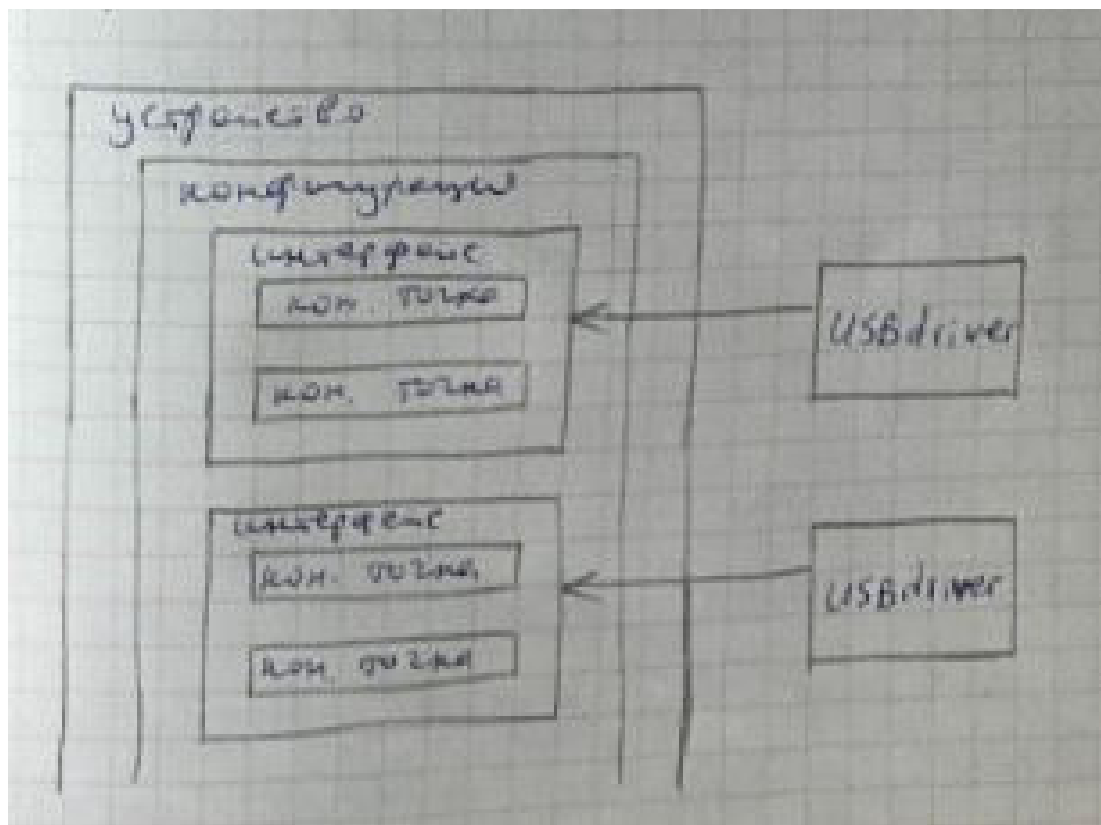 устройство
конфигурация
интерфейс
кон. точка
USBdriver
кон. точка
интерфейс
кон. точка
USBdriver
кон. точка